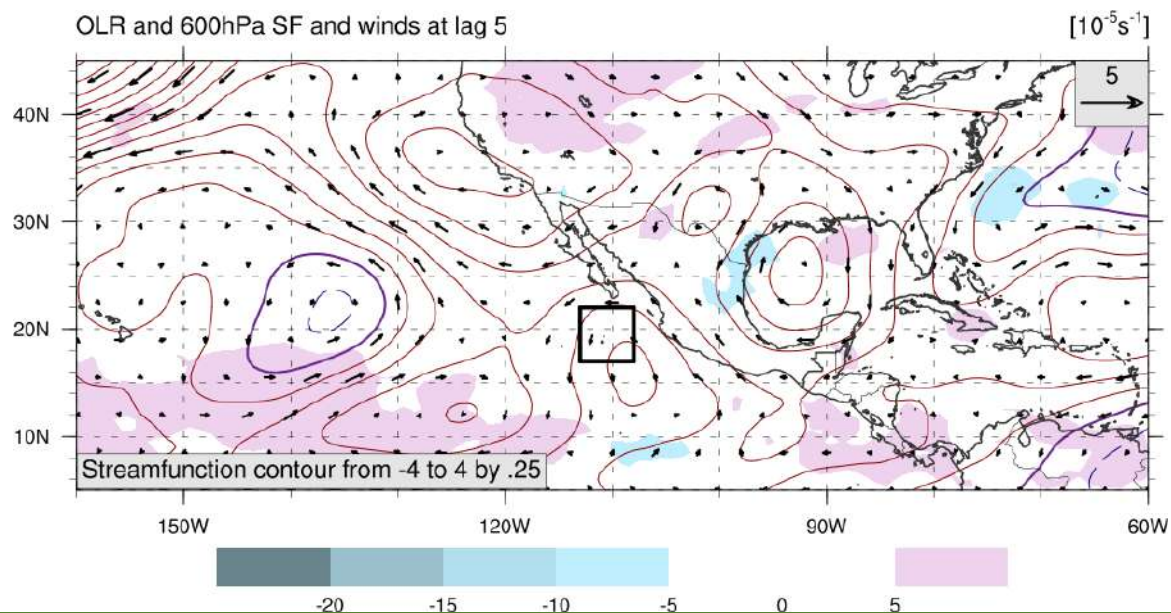 OLR and 600hPa SF and winds at lag 5
[10⁻⁵s⁻¹]
5
40N
30N
20N
10N
Streamfunction contour from -4 to 4 by .25
150W 120W 90W 60W
-20 -15 -10 -5 0 5